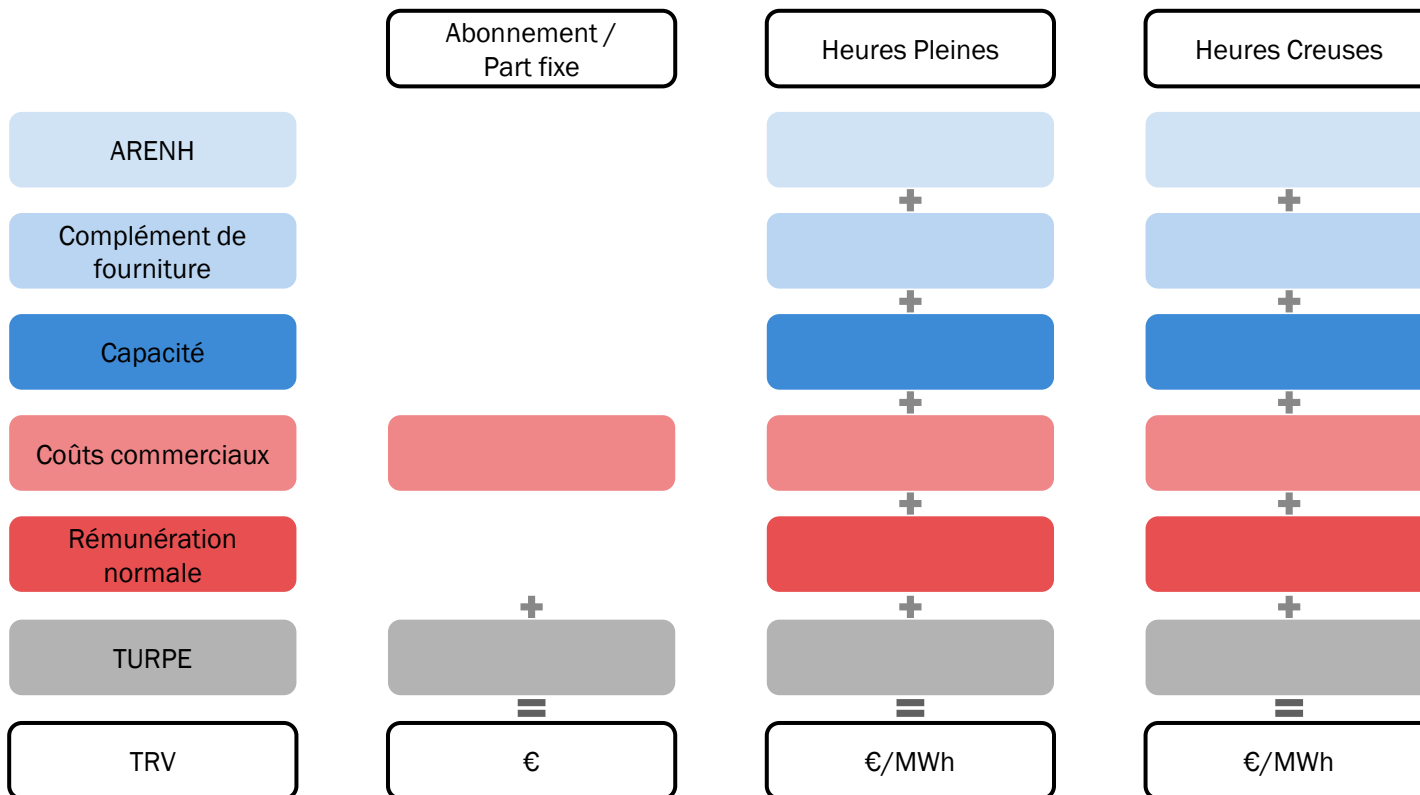 Abonnement /
Part fixe
Heures Pleines
Heures Creuses
ARENH
+
+
Complément de
fourniture
+
+
Capacité
+
+
Coûts commerciaux
+
+
Rémunération
normale
+
+
+
TURPE
=
=
=
TRV
€
€/MWh
€/MWh